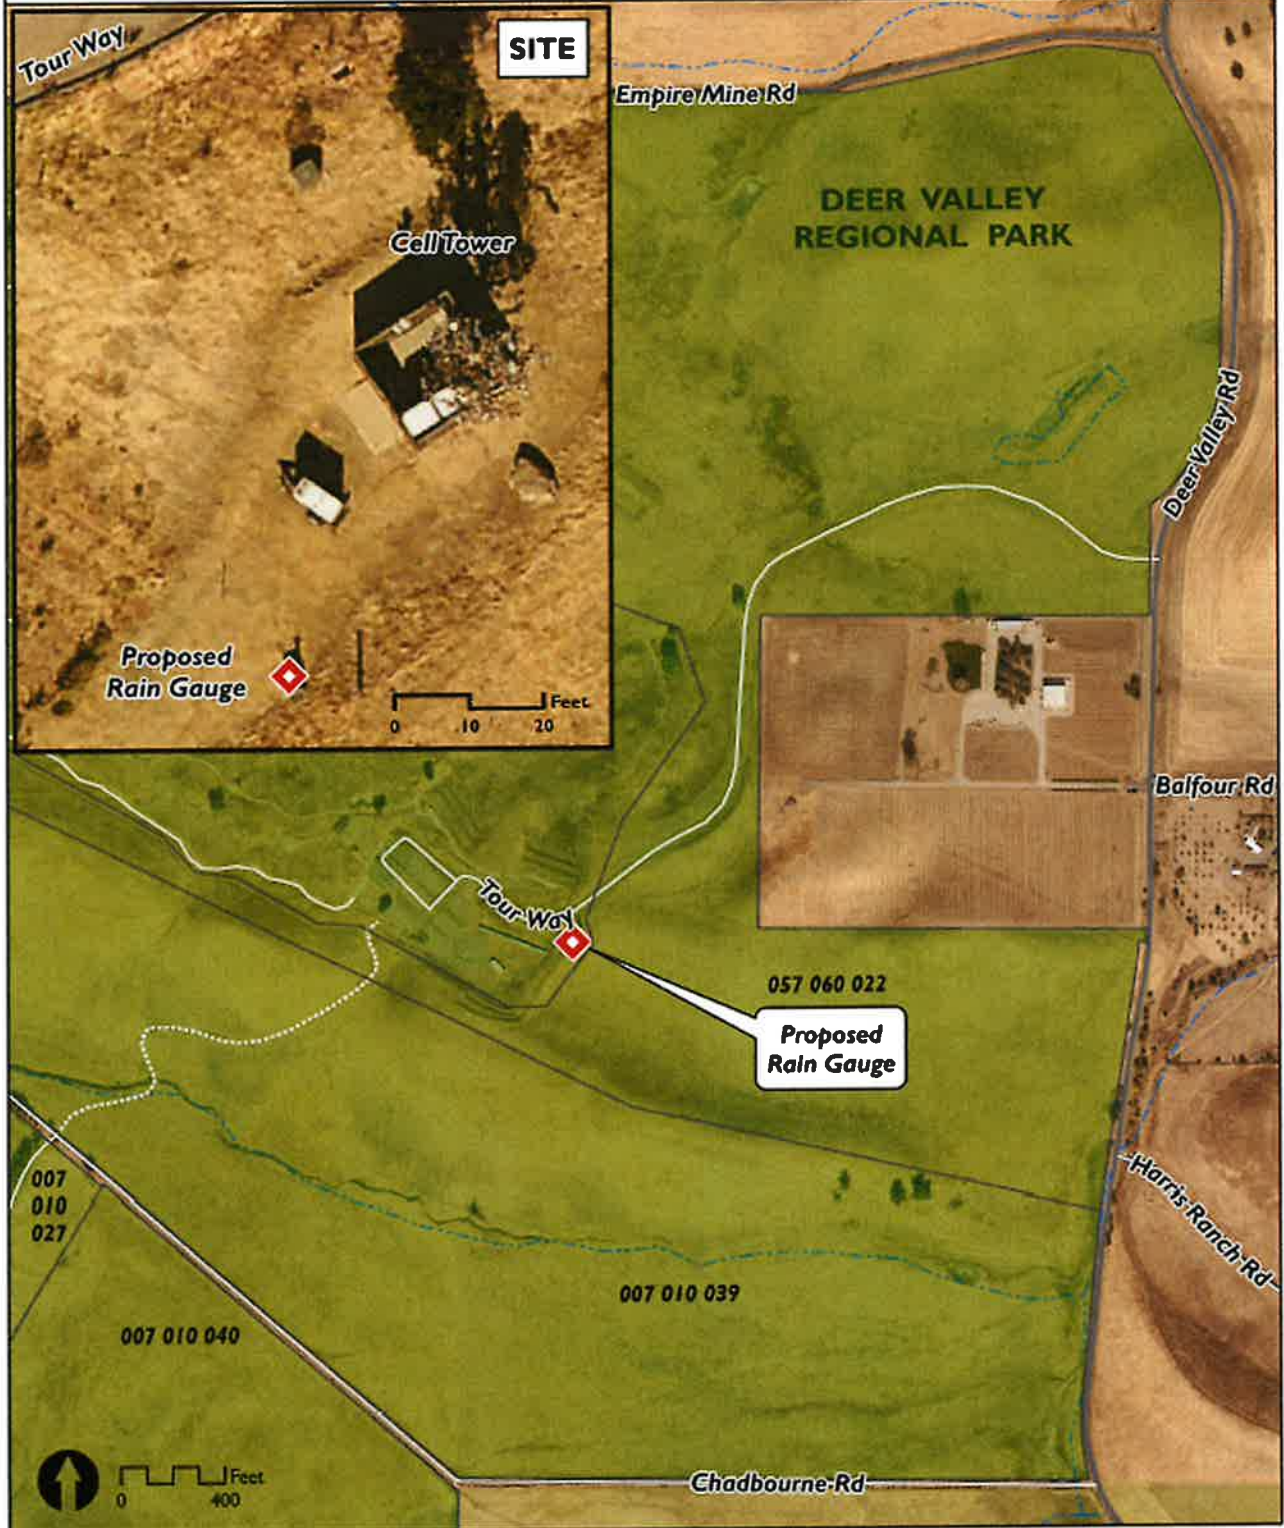 Tour Way
SITE
Cell Tower
Proposed
Rain Gauge
Feet
0 10 20
Empire Mine Rd
DEER VALLEY
REGIONAL PARK
Deer Valley Rd
Balfour Rd
Tour Way
057 060 022
Proposed
Rain Gauge
Harris Ranch Rd
007
010
027
007 010 039
007 010 040
Feet
0 400
Chadbourne Rd